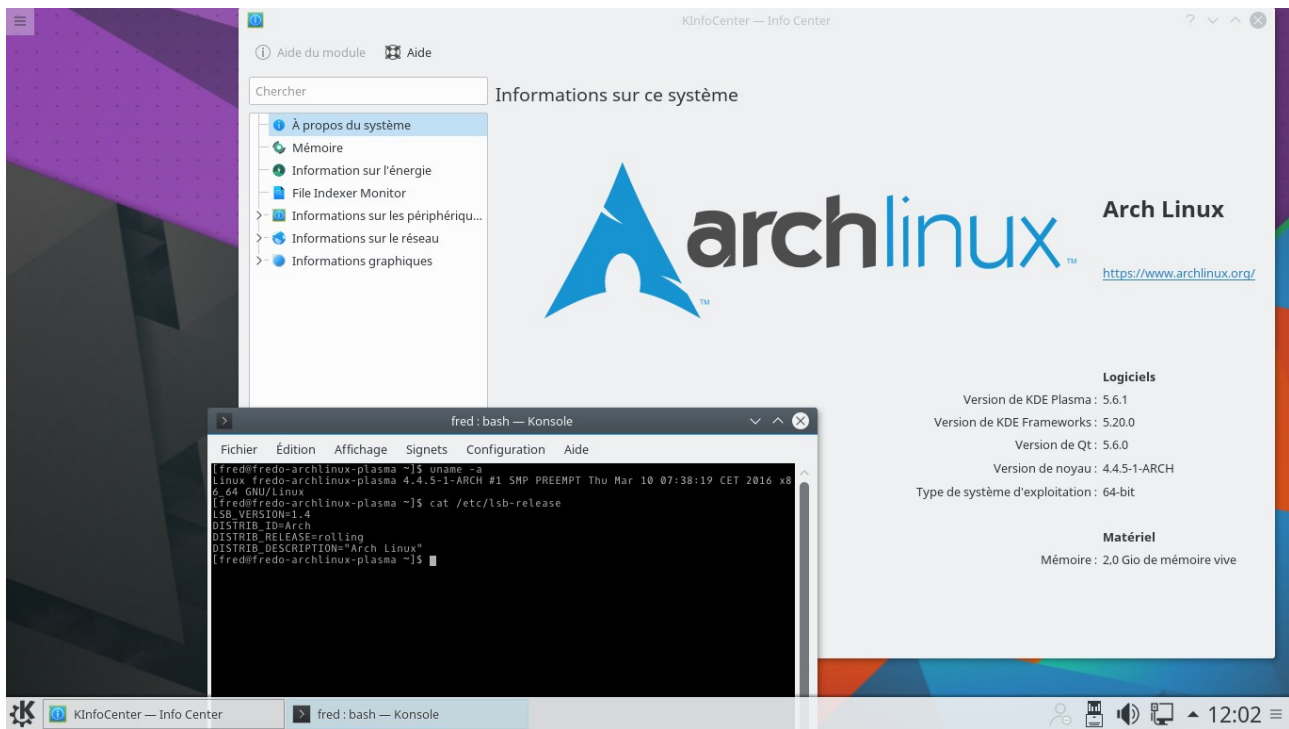 KInfoCenter — Info Center
Aide du module Aide
Chercher
Informations sur ce système
À propos du système
Mémoire
Information sur l'énergie
File Indexer Monitor
Informations sur les périphériqu...
Informations sur le réseau
Informations graphiques
archlinux™
TM
Arch Linux
https://www.archlinux.org/
Logiciels
Version de KDE Plasma : 5.6.1
Version de KDE Frameworks : 5.20.0
Version de Qt : 5.6.0
Version de noyau : 4.4.5-1-ARCH
Type de système d'exploitation : 64-bit
Matériel
Mémoire : 2,0 Gio de mémoire vive
fred : bash — Konsole
Fichier Édition Affichage Signets Configuration Aide
[fred@fredo-archlinux-plasma ~]$ uname -a
Linux fredo-archlinux-plasma 4.4.5-1-ARCH #1 SMP PREEMPT Thu Mar 10 07:38:19 CET 2016 x8
6_64 GNU/Linux
[fred@fredo-archlinux-plasma ~]$ cat /etc/lsb-release
LSB_VERSION=1.4
DISTRIB_ID=Arch
DISTRIB_RELEASE=rolling
DISTRIB_DESCRIPTION="Arch Linux"
[fred@fredo-archlinux-plasma ~]$
KInfoCenter — Info Center
fred : bash — Konsole
12:02